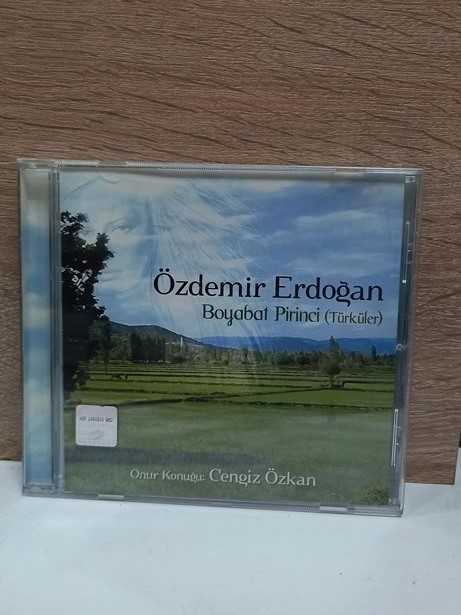 Özdemir Erdoğan
Boyabat Pirinci (Türküler)
Onur Konuğu: Cengiz Özkan